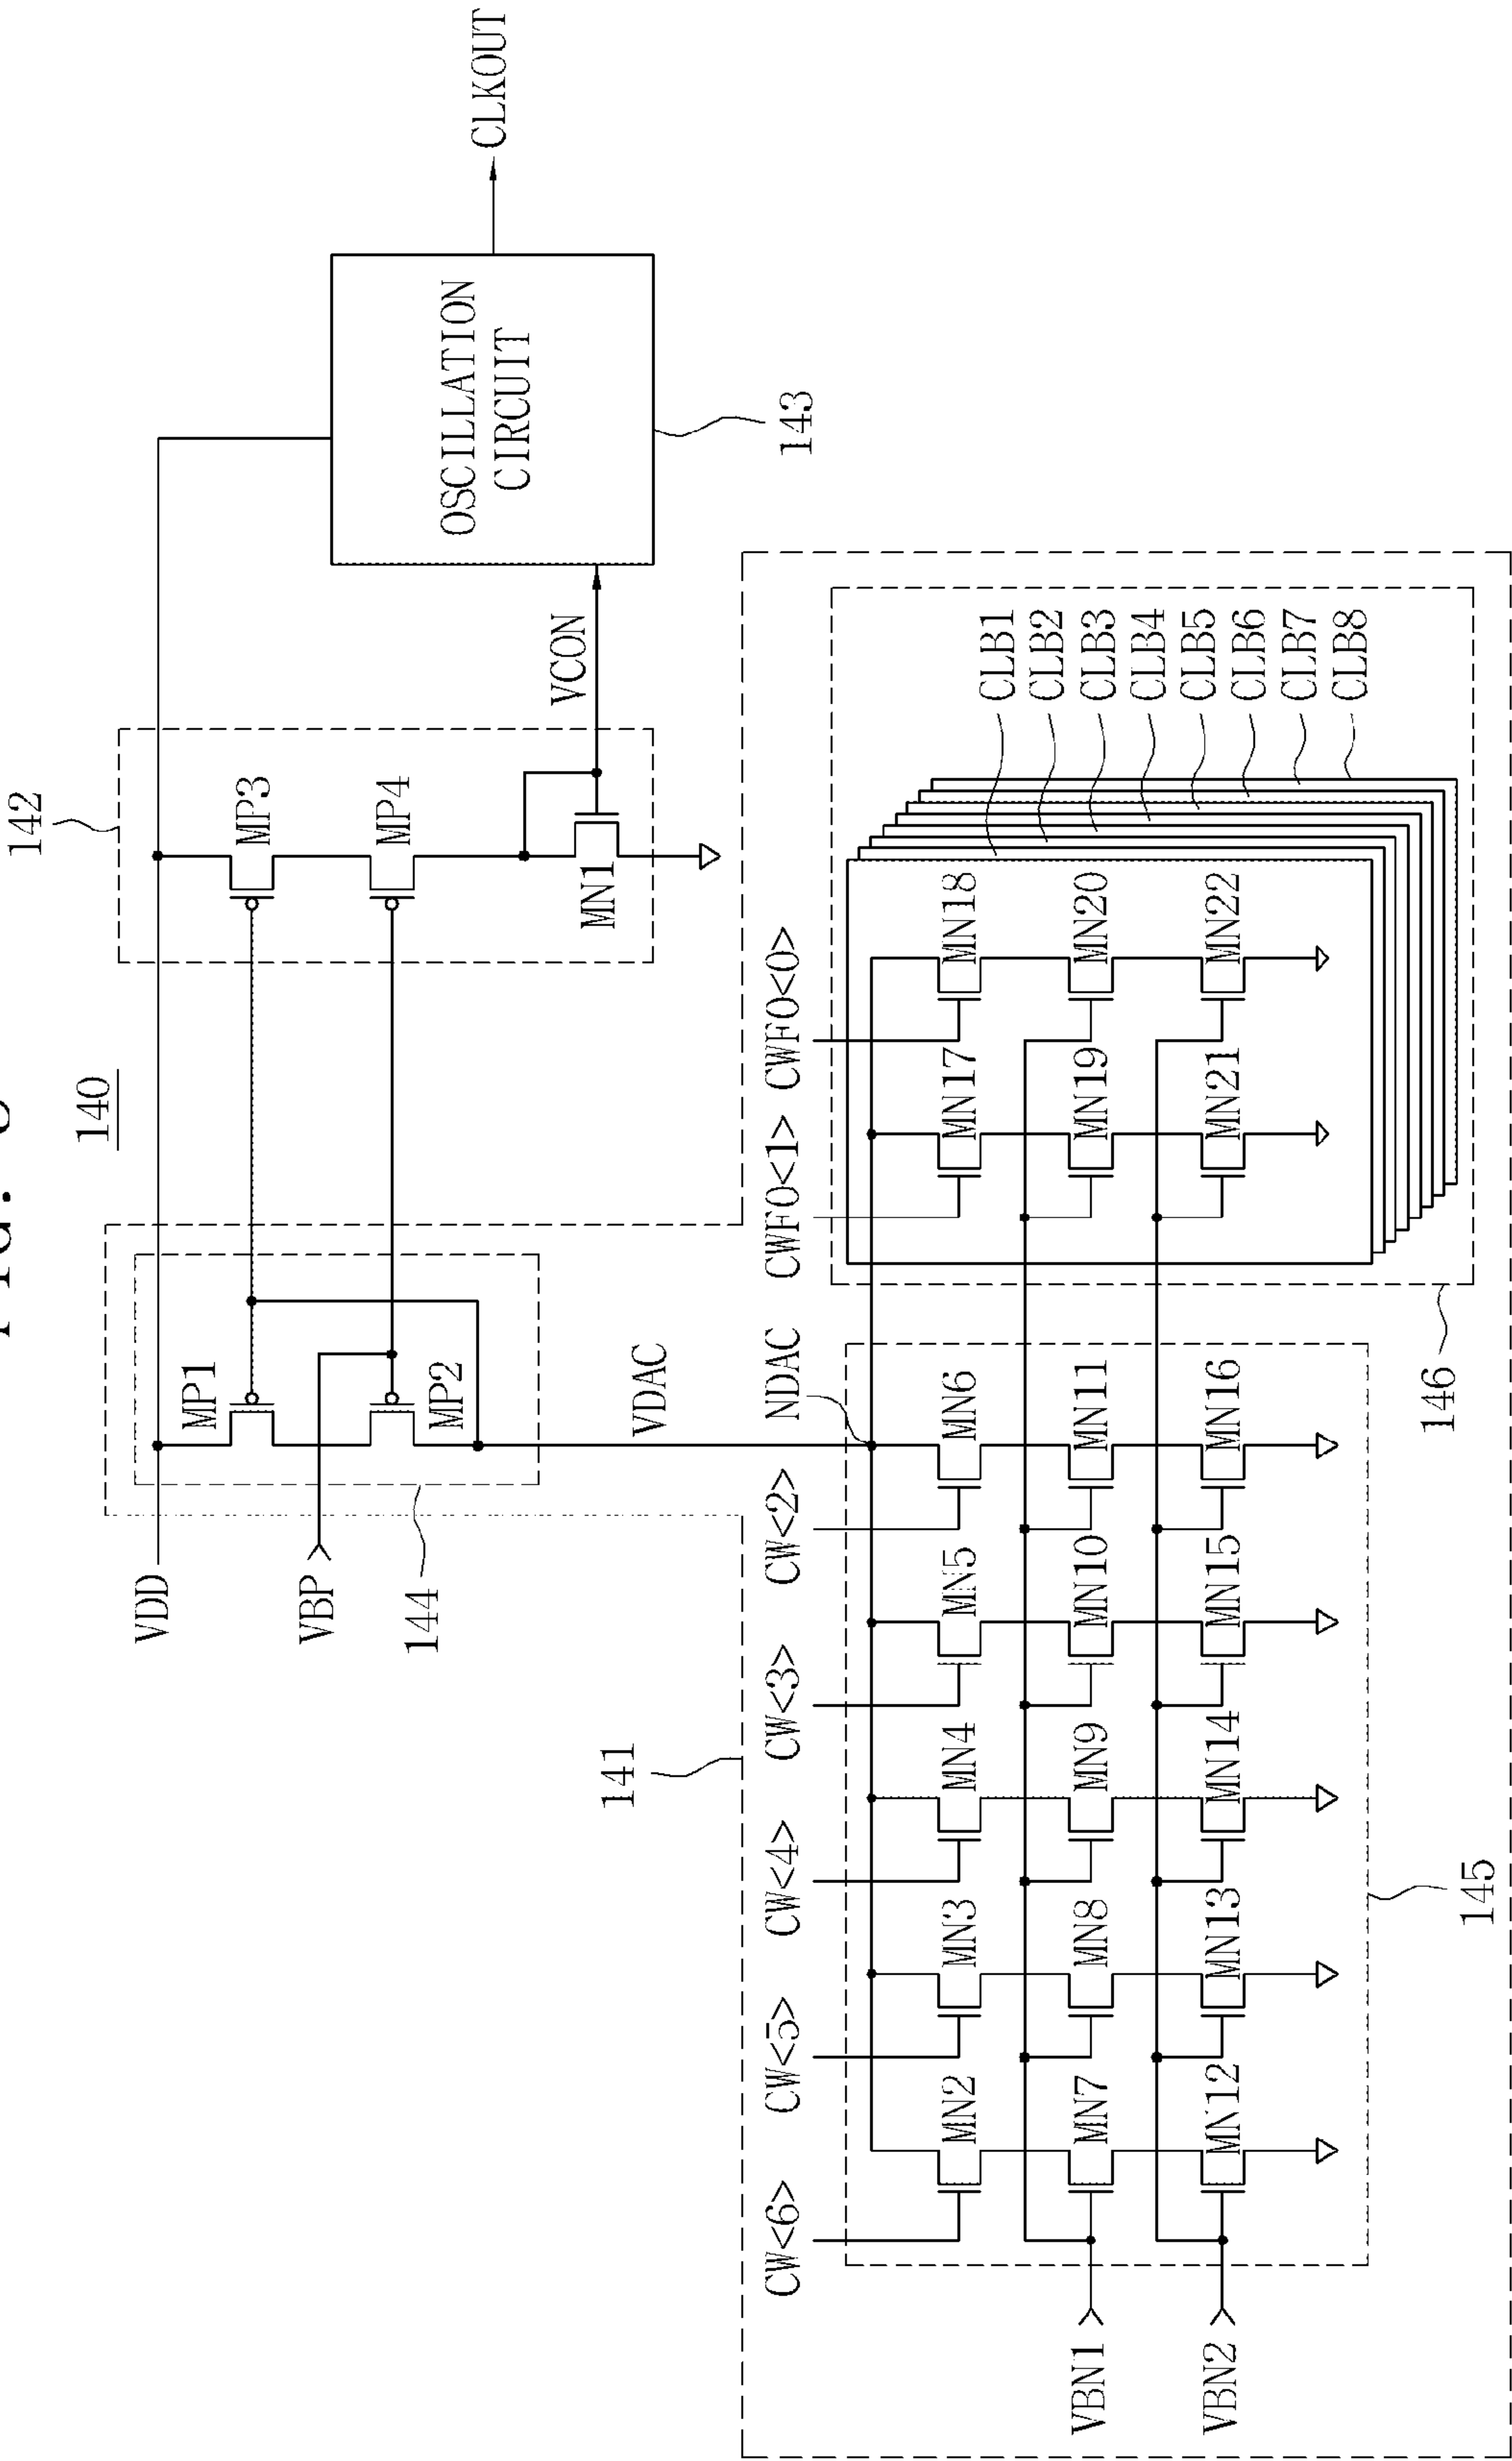 140
VDD
VBP
144
MP1
MP2
142
MP3
MP4
MN1
VCON
OSCILLATION
CIRCUIT
143
CLKOUT
141
VDAC
NDAC
CW<6>
CW<5>
CW<4>
CW<3>
CW<2>
CWF0<1>
CWF0<0>
MN2
MN3
MN4
MN5
MN6
MN17
MN18
VBN1
MN7
MN8
MN9
MN10
MN11
MN19
MN20
VBN2
MN12
MN13
MN14
MN15
MN16
MN21
MN22
CLB1
CLB2
CLB3
CLB4
CLB5
CLB6
CLB7
CLB8
145
146